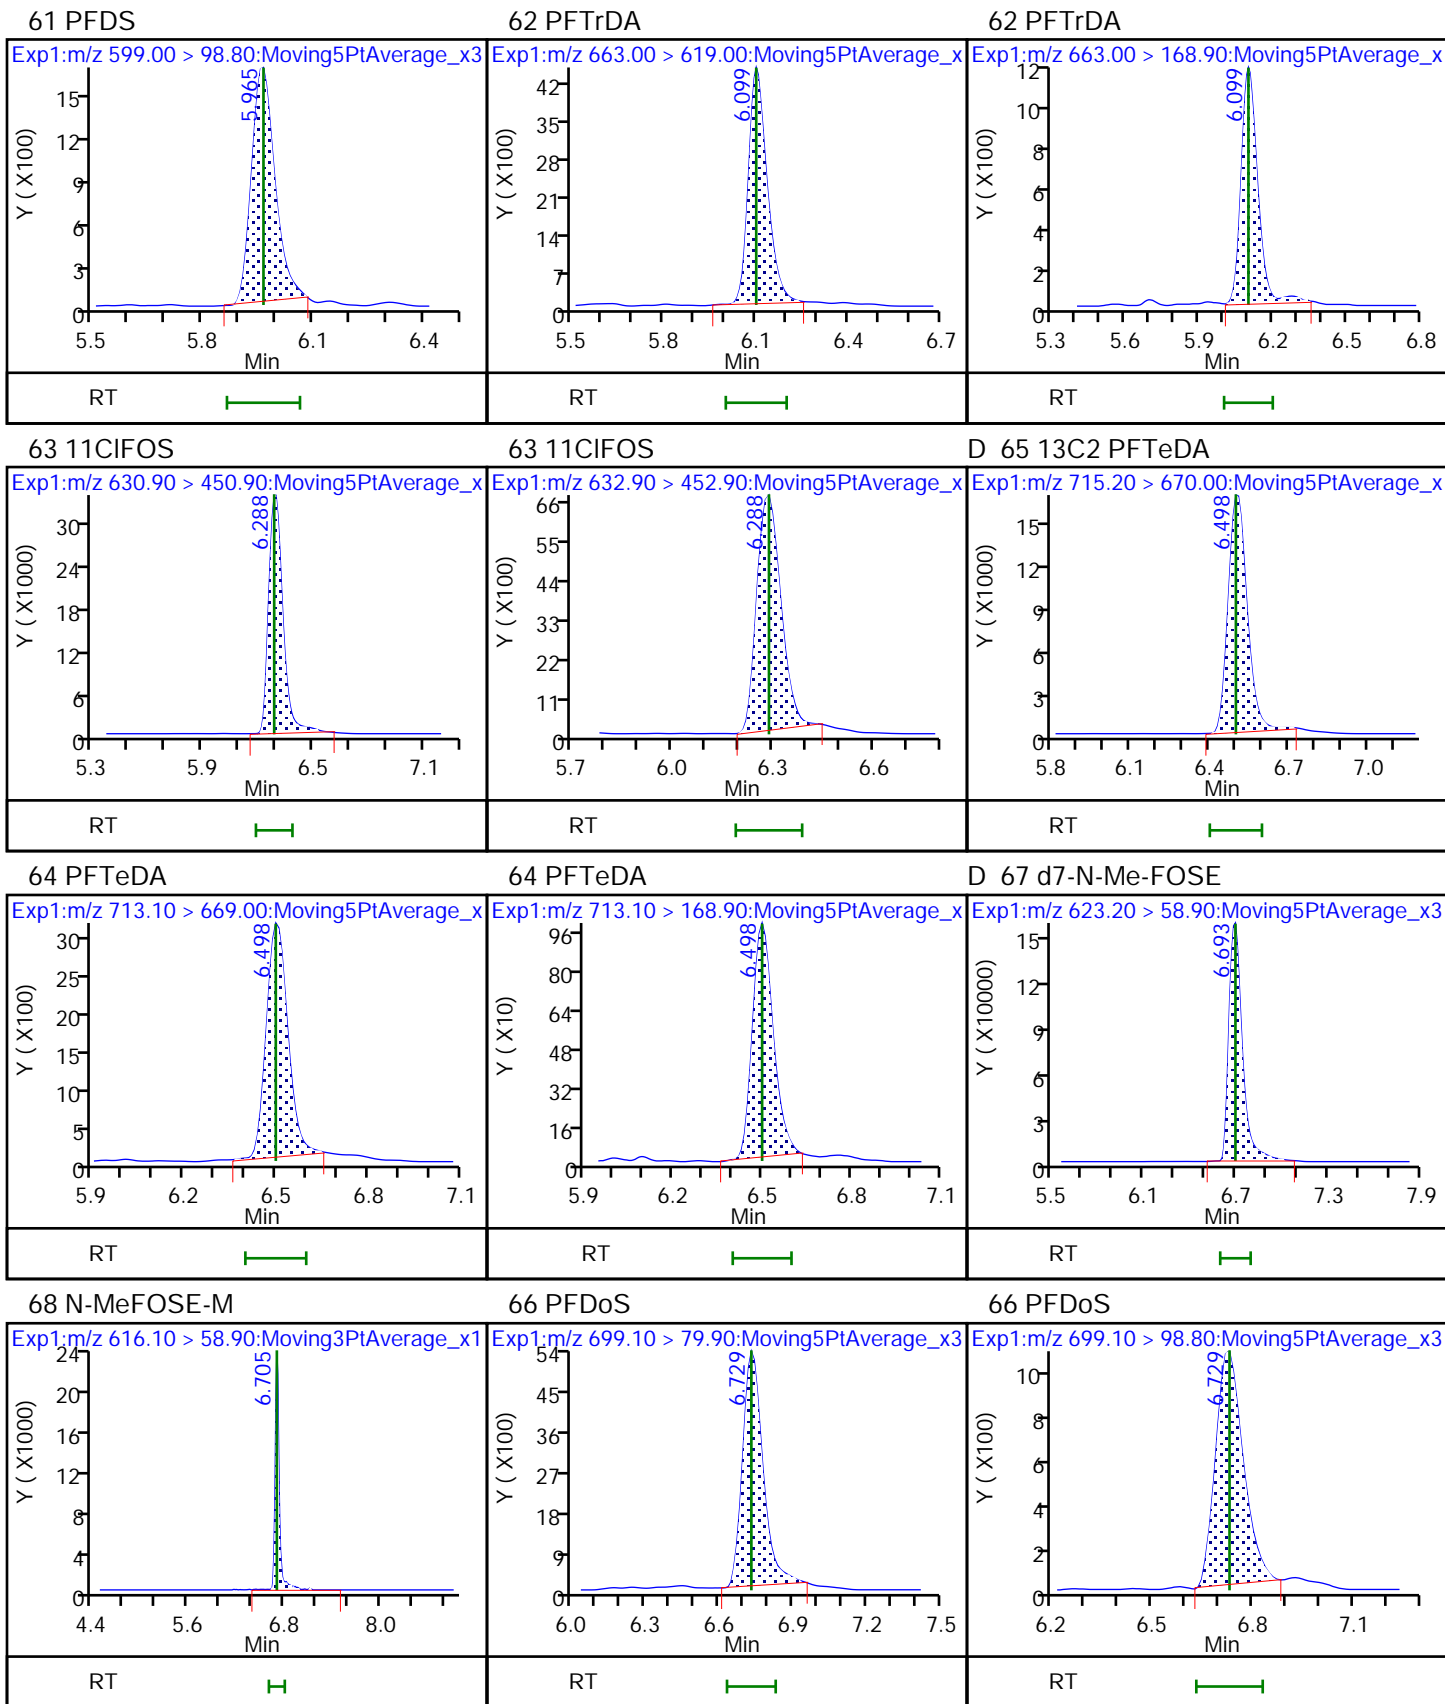 61 PFDS
Exp1:m/z 599.00 > 98.80:Moving5PtAverage_x3
5.965
Y ( X100)
15
12
9
6
3
0
5.5 5.8 6.1 6.4
Min
RT
62 PFTrDA
Exp1:m/z 663.00 > 619.00:Moving5PtAverage_x
6.099
Y ( X100)
42
35
28
21
14
7
0
5.5 5.8 6.1 6.4 6.7
Min
RT
62 PFTrDA
Exp1:m/z 663.00 > 168.90:Moving5PtAverage_x
6.099
Y ( X100)
12
10
8
6
4
2
0
5.3 5.6 5.9 6.2 6.5 6.8
Min
RT
63 11ClFOS
Exp1:m/z 630.90 > 450.90:Moving5PtAverage_x
6.288
Y ( X1000)
30
24
18
12
6
0
5.3 5.9 6.5 7.1
Min
RT
63 11ClFOS
Exp1:m/z 632.90 > 452.90:Moving5PtAverage_x
6.288
Y ( X100)
66
55
44
33
22
11
0
5.7 6.0 6.3 6.6
Min
RT
D 65 13C2 PFTeDA
Exp1:m/z 715.20 > 670.00:Moving5PtAverage_x
6.498
Y ( X1000)
15
12
9
6
3
0
5.8 6.1 6.4 6.7 7.0
Min
RT
64 PFTeDA
Exp1:m/z 713.10 > 669.00:Moving5PtAverage_x
6.498
Y ( X100)
30
25
20
15
10
5
0
5.9 6.2 6.5 6.8 7.1
Min
RT
64 PFTeDA
Exp1:m/z 713.10 > 168.90:Moving5PtAverage_x
6.498
Y ( X10)
96
80
64
48
32
16
0
5.9 6.2 6.5 6.8 7.1
Min
RT
D 67 d7-N-Me-FOSE
Exp1:m/z 623.20 > 58.90:Moving5PtAverage_x3
6.693
Y ( X10000)
15
12
9
6
3
0
5.5 6.1 6.7 7.3 7.9
Min
RT
68 N-MeFOSE-M
Exp1:m/z 616.10 > 58.90:Moving3PtAverage_x1
6.705
Y ( X1000)
24
20
16
12
8
4
0
4.4 5.6 6.8 8.0
Min
RT
66 PFDoS
Exp1:m/z 699.10 > 79.90:Moving5PtAverage_x3
6.729
Y ( X100)
54
45
36
27
18
9
0
6.0 6.3 6.6 6.9 7.2 7.5
Min
RT
66 PFDoS
Exp1:m/z 699.10 > 98.80:Moving5PtAverage_x3
6.729
Y ( X100)
10
8
6
4
2
0
6.2 6.5 6.8 7.1
Min
RT